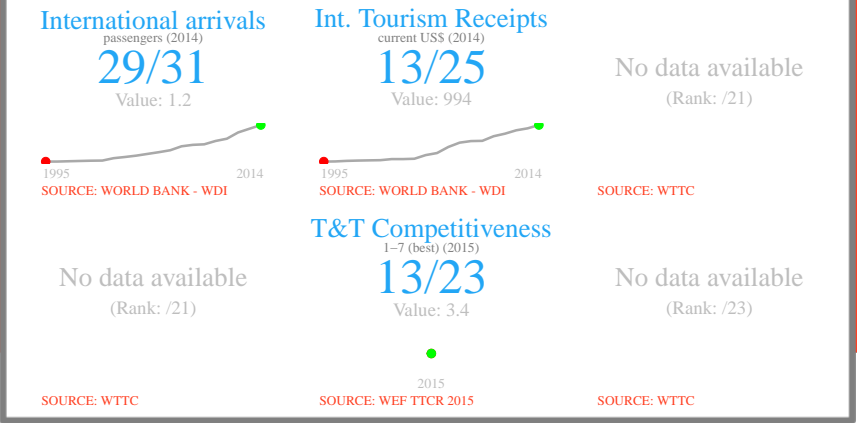 International arrivals
passengers (2014)
29/31
Value: 1.2
1995
2014
SOURCE: WORLD BANK - WDI
Int. Tourism Receipts
current US$ (2014)
13/25
Value: 994
1995
2014
SOURCE: WORLD BANK - WDI
No data available
(Rank: /21)
SOURCE: WTTC
No data available
(Rank: /21)
SOURCE: WTTC
T&T Competitiveness
1−7 (best) (2015)
13/23
Value: 3.4
2015
SOURCE: WEF TTCR 2015
No data available
(Rank: /23)
SOURCE: WTTC